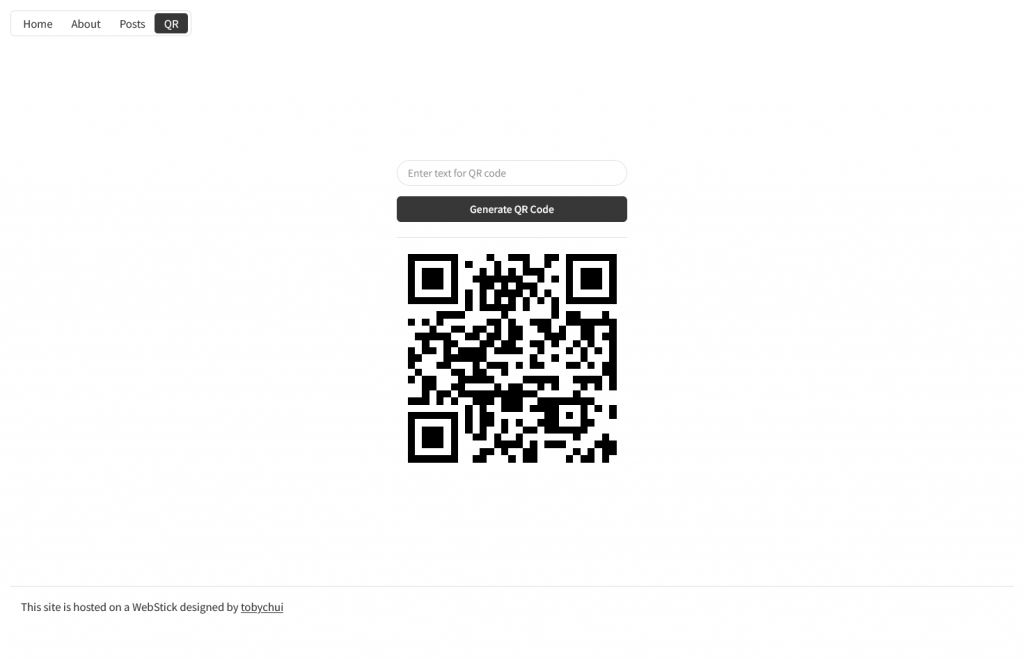 Home About Posts QR
Enter text for QR code
Generate QR Code
This site is hosted on a WebStick designed by tobychui